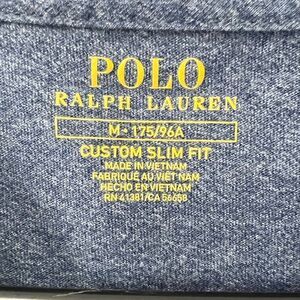 POLO
RALPH LAUREN
M - 175/96A
CUSTOM SLIM FIT
MADE IN VIETNAM
FABRIQUÉ AU VIET NAM
HECHO EN VIETNAM
RN 41381/CA 56658